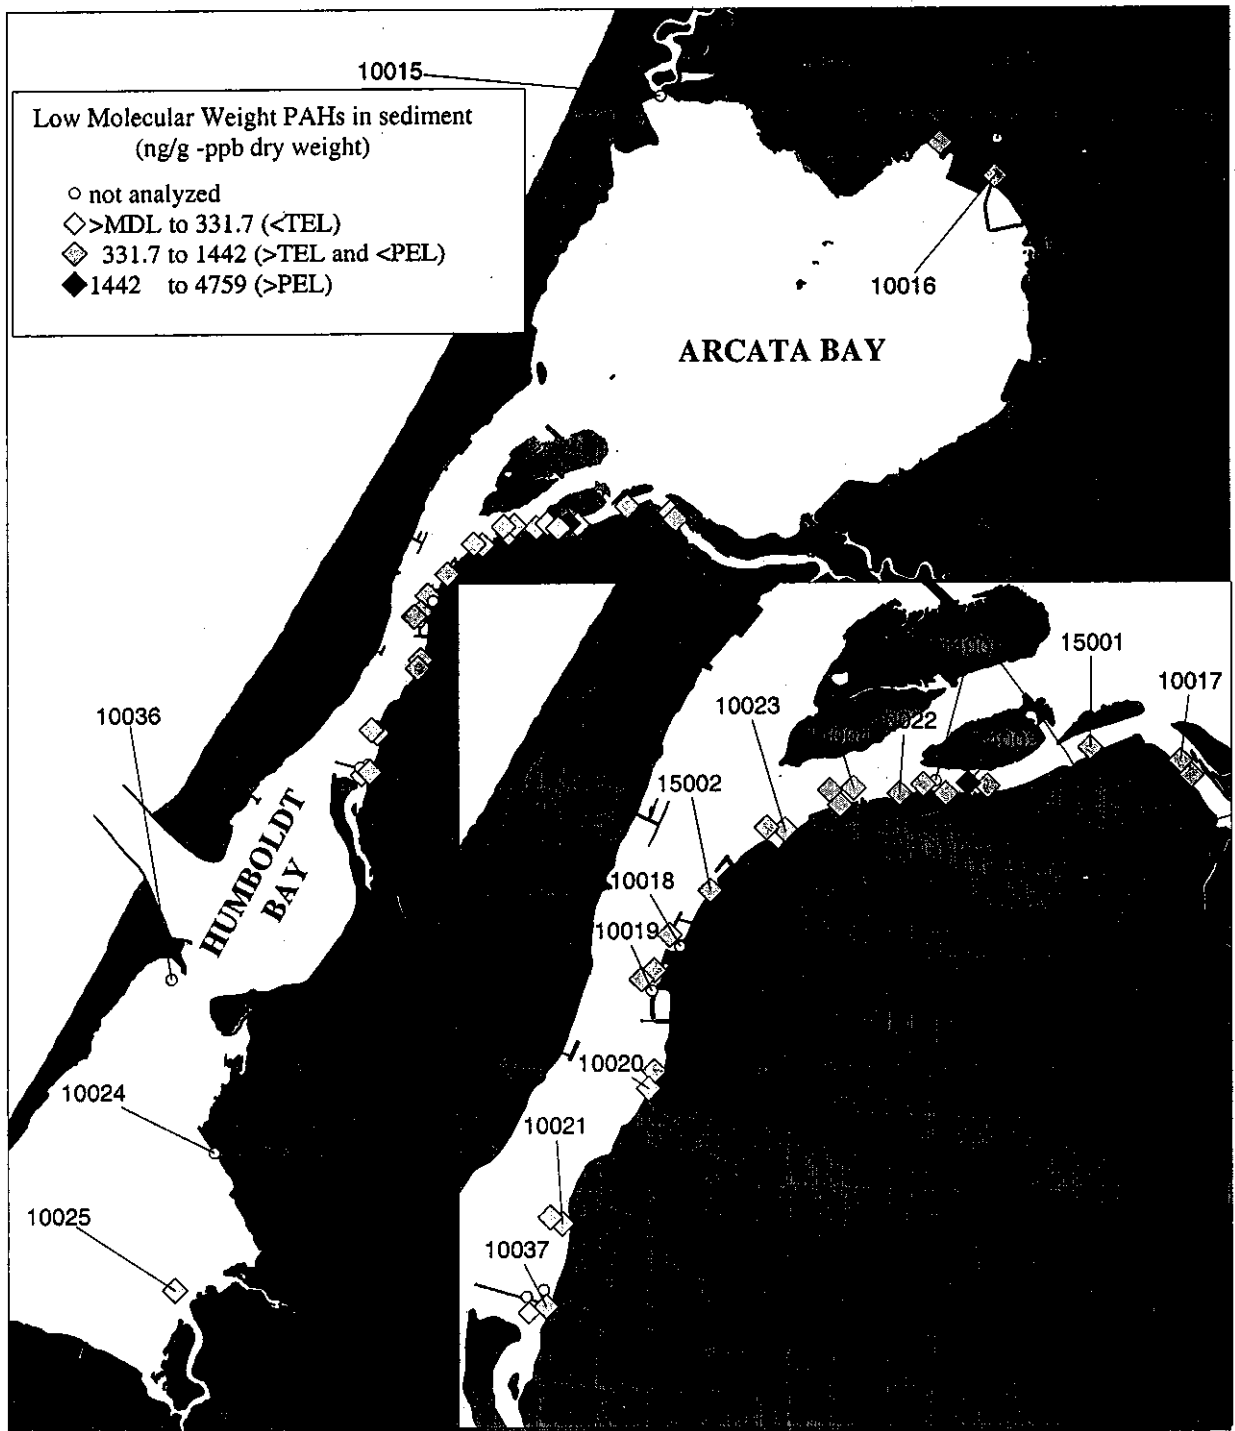 10015
Low Molecular Weight PAHs in sediment
(ng/g -ppb dry weight)
not analyzed
>MDL to 331.7 (<TEL)
331.7 to 1442 (>TEL and <PEL)
1442 to 4759 (>PEL)
10016
ARCATA BAY
10036
HUMBOLDT
BAY
10024
10025
15001
10017
10023
022
15002
10018
10019
10020
10021
10037